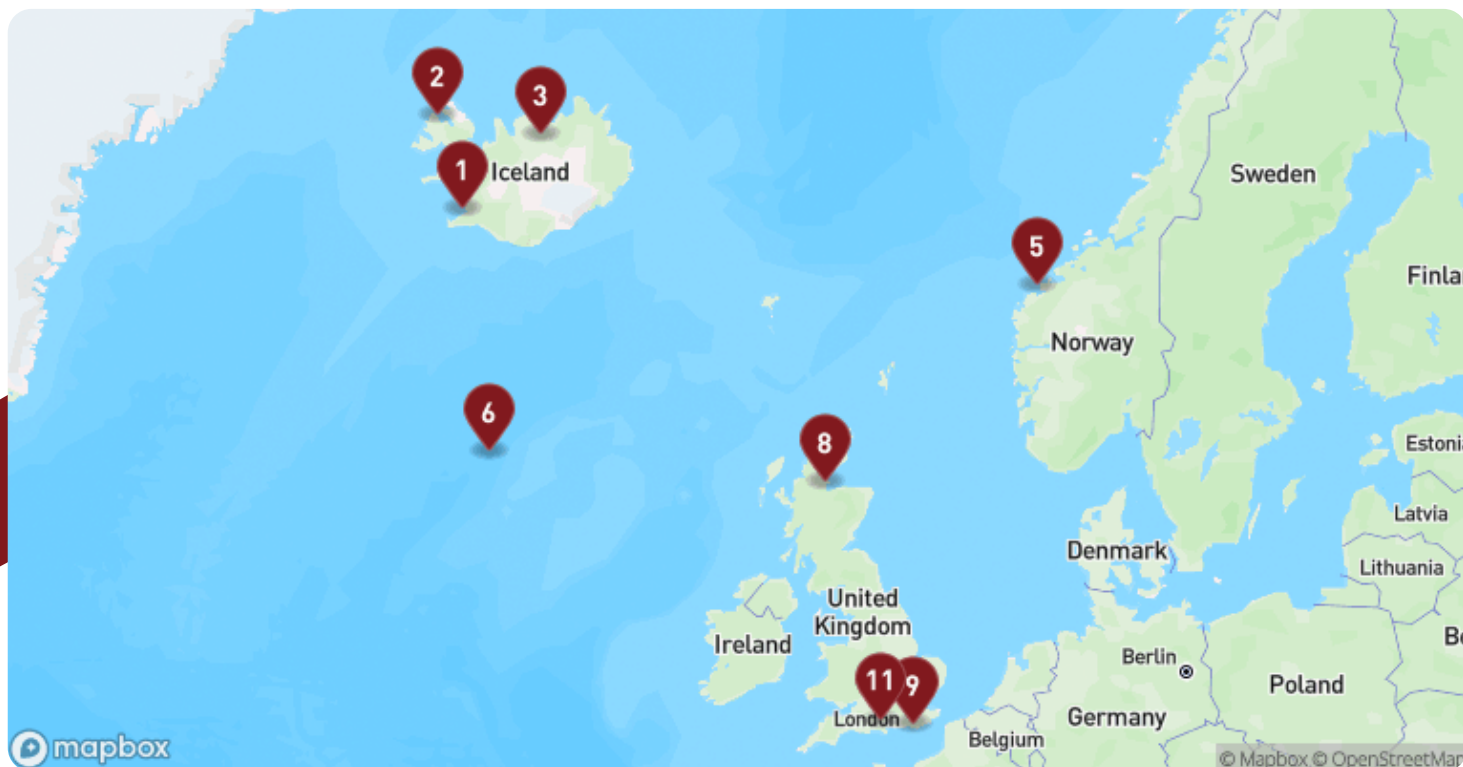 2
3
1
Iceland
Sweden
5
Finla
Norway
6
8
Estoni
Latvia
Denmark
Lithuania
United
Kingdom
Ireland
Be
Berlin
11
9
Poland
London
Germany
Belgium
mapbox
© Mapbox © OpenStreetMap